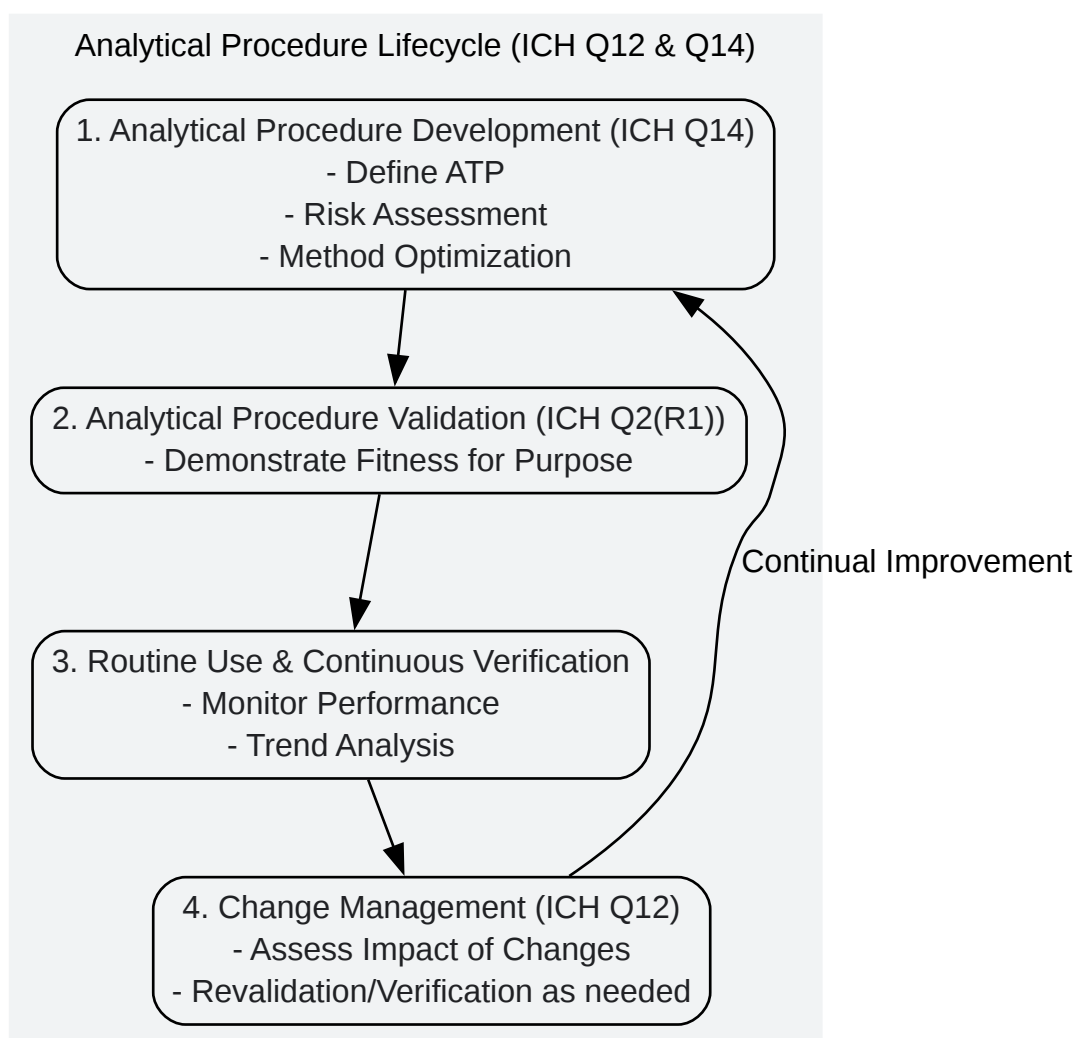 Analytical Procedure Lifecycle (ICH Q12 & Q14)
1. Analytical Procedure Development (ICH Q14)
- Define ATP
- Risk Assessment
- Method Optimization
2. Analytical Procedure Validation (ICH Q2(R1))
- Demonstrate Fitness for Purpose
Continual Improvement
3. Routine Use & Continuous Verification
- Monitor Performance
- Trend Analysis
4. Change Management (ICH Q12)
- Assess Impact of Changes
- Revalidation/Verification as needed